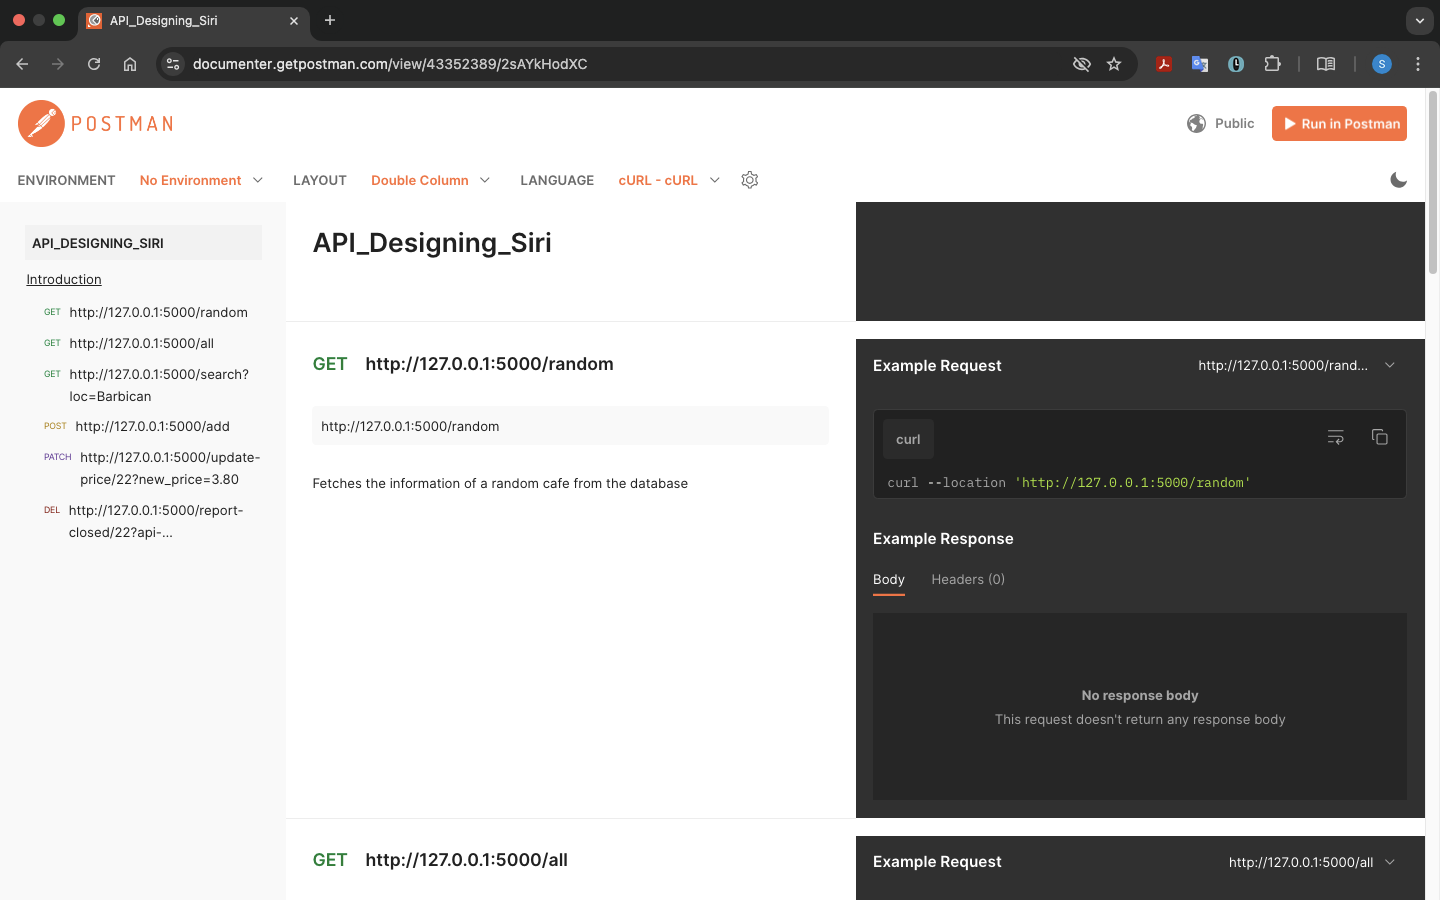 API_Designing_Siri
documenter.getpostman.com/view/43352389/2sAYkHodXC
S
POSTMAN
Public
Run in Postman
ENVIRONMENT No Environment LAYOUT Double Column LANGUAGE cURL - cURL
API_DESIGNING_SIRI
Introduction
GET http://127.0.0.1:5000/random
GET http://127.0.0.1:5000/all
GET http://127.0.0.1:5000/search?
loc=Barbican
POST http://127.0.0.1:5000/add
PATCH http://127.0.0.1:5000/update-
price/22?new_price=3.80
DEL http://127.0.0.1:5000/report-
closed/22?api-...
API_Designing_Siri
GET http://127.0.0.1:5000/random
http://127.0.0.1:5000/random
Fetches the information of a random cafe from the database
Example Request http://127.0.0.1:5000/rand...
curl
curl --location 'http://127.0.0.1:5000/random'
Example Response
Body Headers (0)
No response body
This request doesn't return any response body
GET http://127.0.0.1:5000/all
Example Request http://127.0.0.1:5000/all